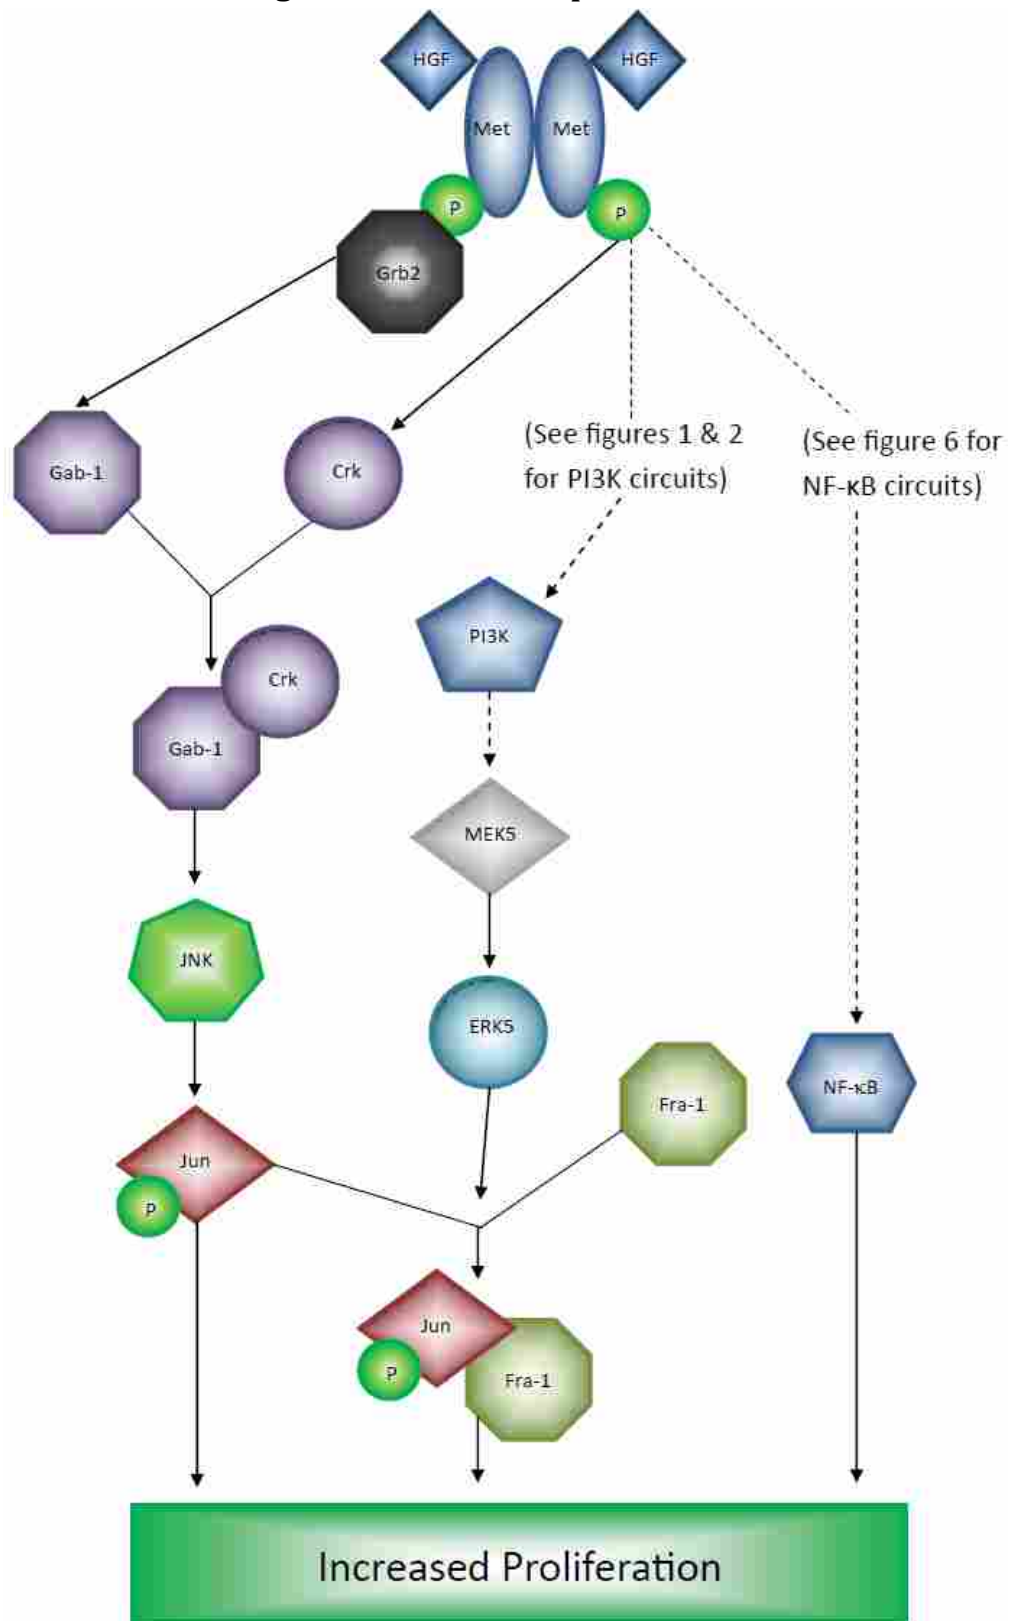 HGF
HGF
Met
Met
P
P
Grb2
(See figures 1 & 2
for PI3K circuits)
(See figure 6 for
NF-κB circuits)
Gab-1
Crk
PI3K
Crk
Gab-1
MEK5
JNK
ERK5
NF-κB
Fra-1
Jun
P
Jun
P
Fra-1
Increased Proliferation